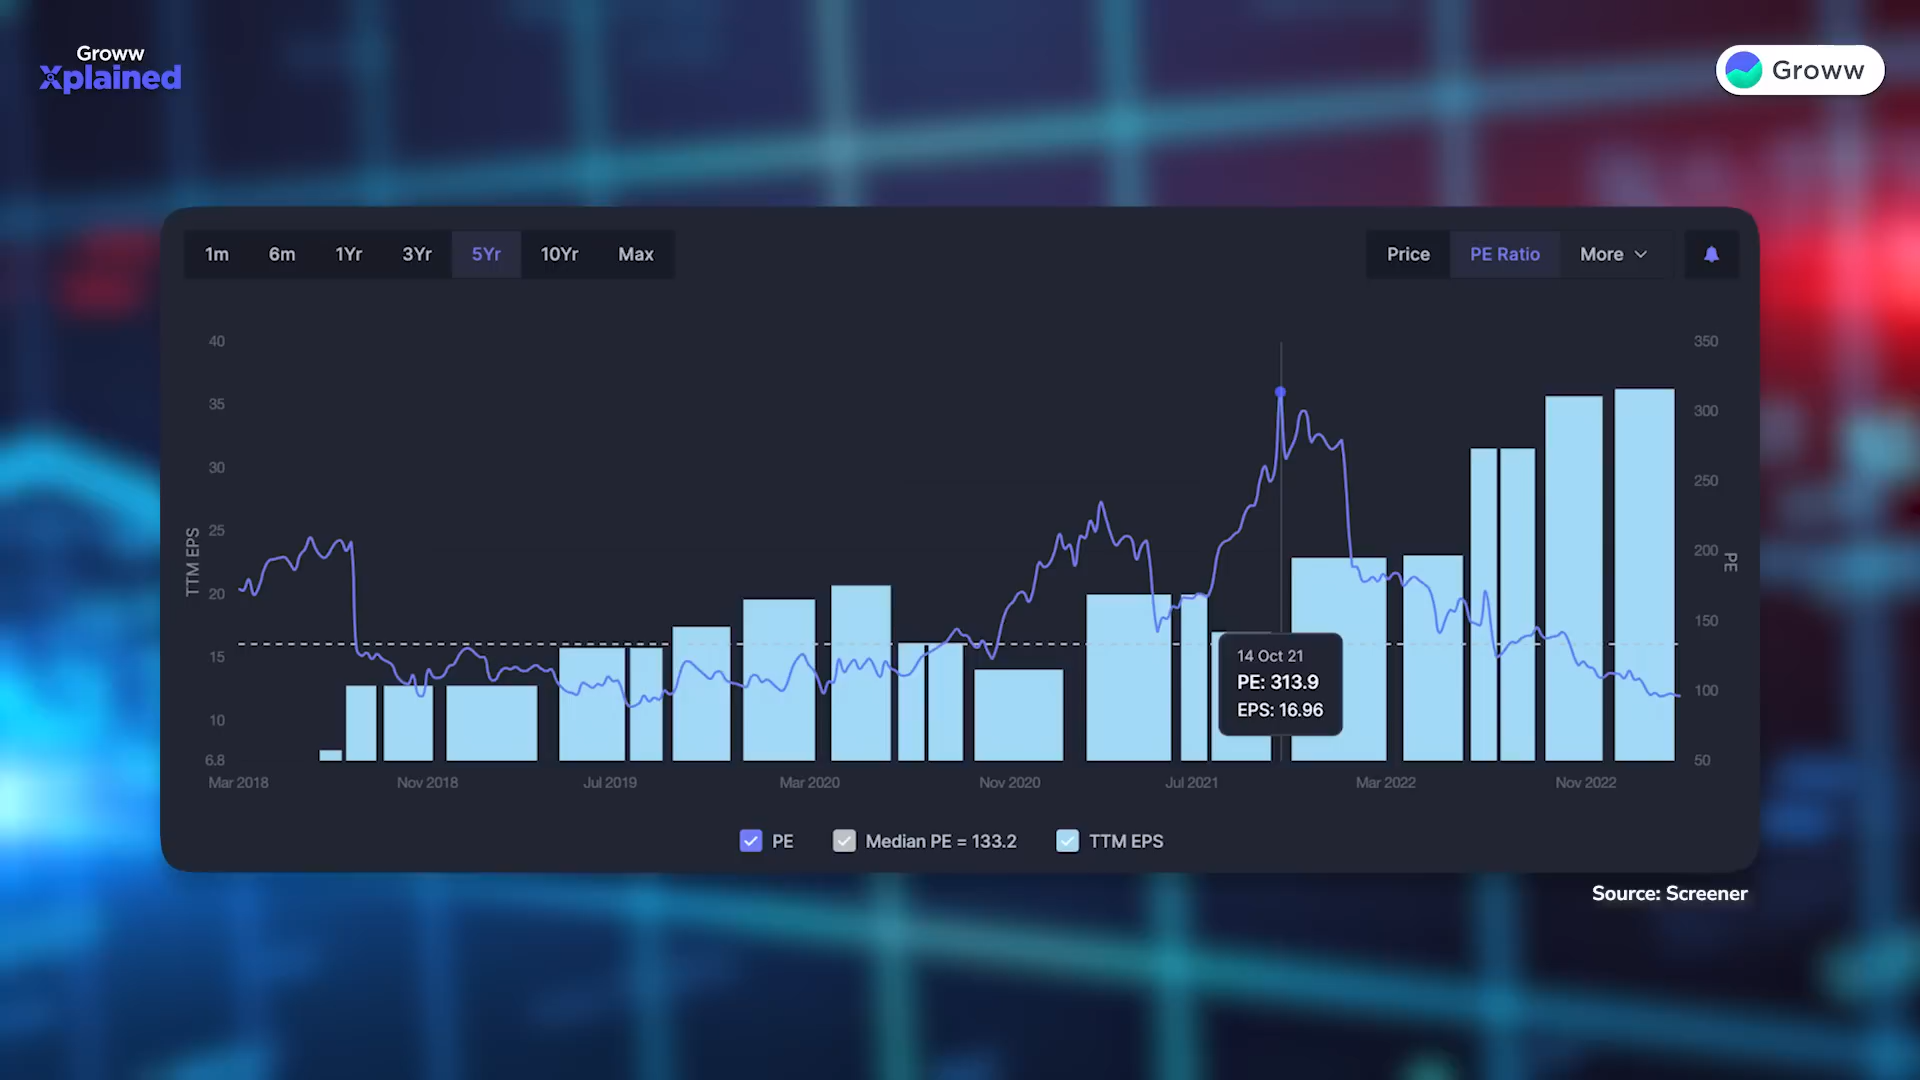 Groww
Xplained
Groww
1m 6m 1Yr 3Yr 5Yr 10Yr Max
Price PE Ratio More
40
35
30
25
20
15
10
6.8
TTM EPS
350
300
250
200
150
100
50
PE
14 Oct 21
PE: 313.9
EPS: 16.96
Mar 2018 Nov 2018 Jul 2019 Mar 2020 Nov 2020 Jul 2021 Mar 2022 Nov 2022
PE Median PE = 133.2 TTM EPS
Source: Screener